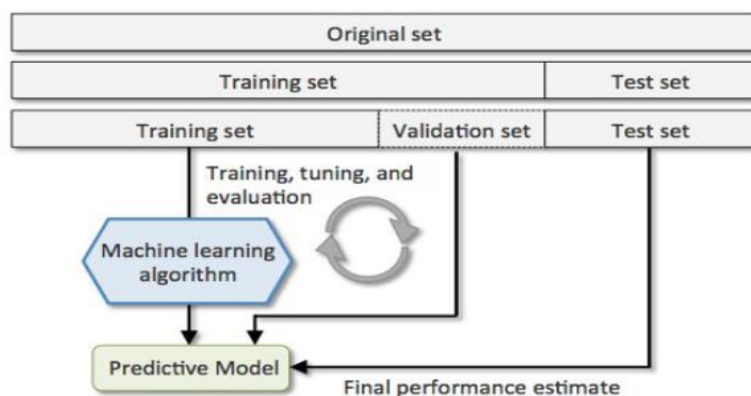 Original set
Training set
Test set
Training set
Validation set
Test set
Training, tuning, and
evaluation
Machine learning
algorithm
Predictive Model
Final performance estimate